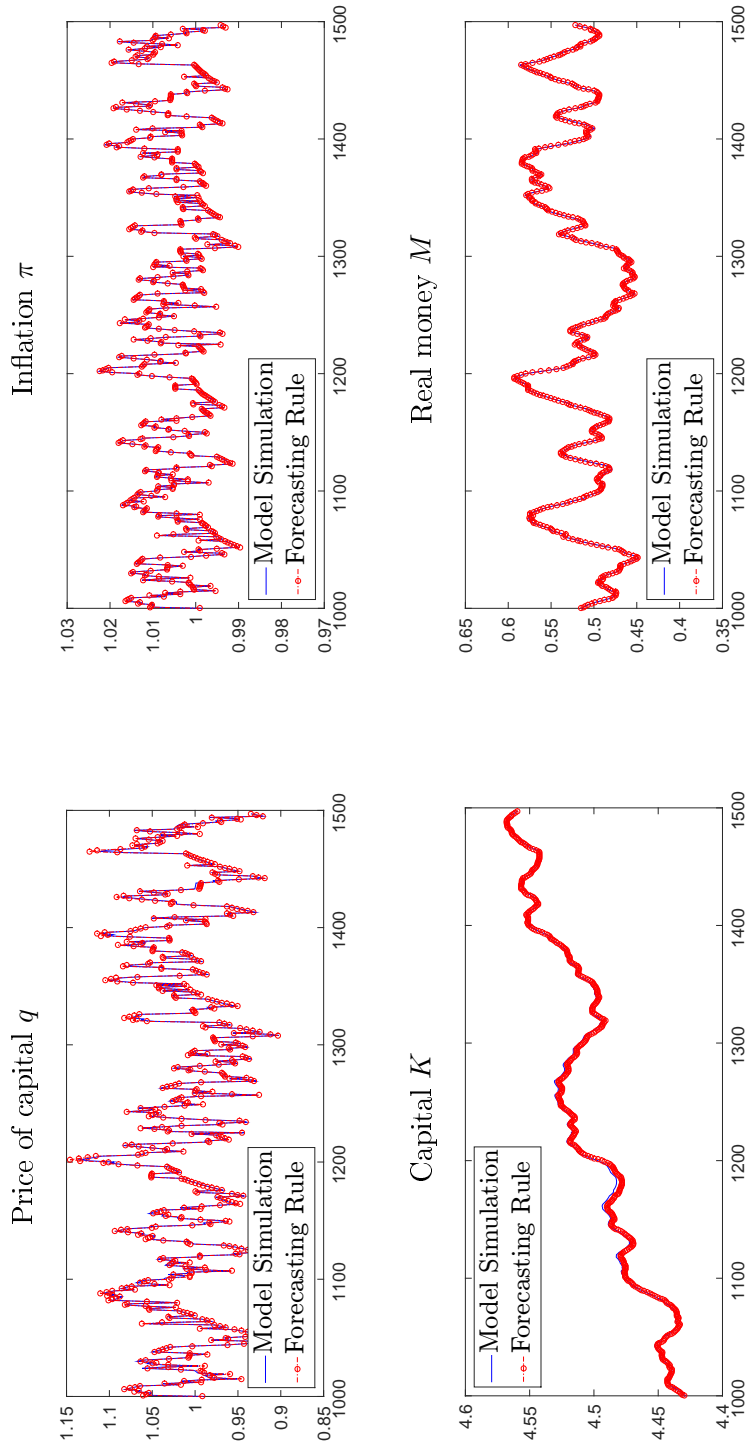 Price of capital q
1.15
1.1
1.05
1
0.95
0.9
0.85
Model Simulation
Forecasting Rule
1000 1100 1200 1300 1400 1500
Inflation π
1.03
1.02
1.01
1
0.99
0.98
0.97
Model Simulation
Forecasting Rule
1000 1100 1200 1300 1400 1500
Capital K
4.6
4.55
4.5
4.45
4.4
Model Simulation
Forecasting Rule
1000 1100 1200 1300 1400 1500
Real money M
0.65
0.6
0.55
0.5
0.45
0.4
0.35
Model Simulation
Forecasting Rule
1000 1100 1200 1300 1400 1500